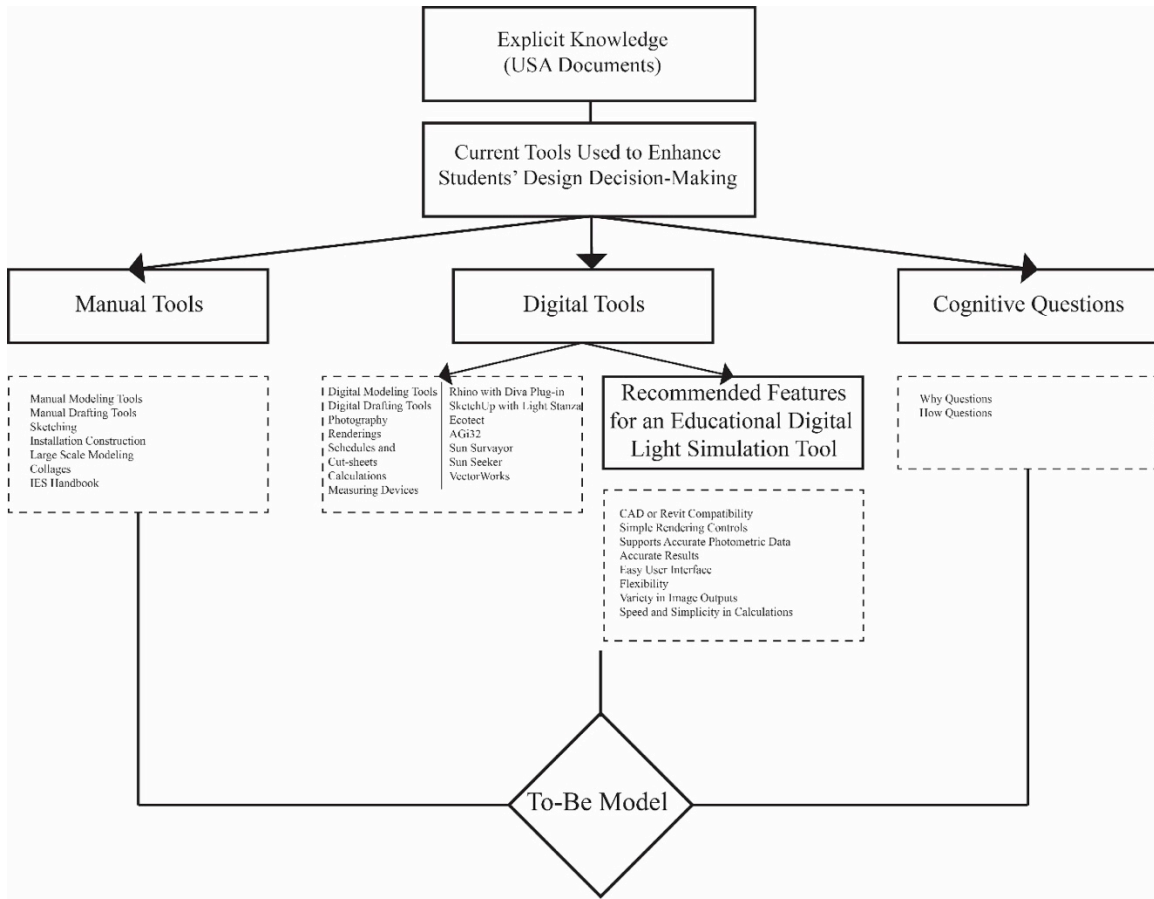 Explicit Knowledge
(USA Documents)
Current Tools Used to Enhance
Students’ Design Decision-Making
Manual Tools
Digital Tools
Cognitive Questions
Manual Modeling Tools
Manual Drafting Tools
Sketching
Installation Construction
Large Scale Modeling
Collages
IES Handbook
Digital Modeling Tools
Digital Drafting Tools
Photography
Renderings
Schedules and
Cut-sheets
Calculations
Measuring Devices
Rhino with Diva Plug-in
SketchUp with Light Stanza
Ecotect
AGi32
Sun Survayor
Sun Seeker
VectorWorks
Recommended Features
for an Educational Digital
Light Simulation Tool
CAD or Revit Compatibility
Simple Rendering Controls
Supports Accurate Photometric Data
Accurate Results
Easy User Interface
Flexibility
Variety in Image Outputs
Speed and Simplicity in Calculations
Why Questions
How Questions
To-Be Model